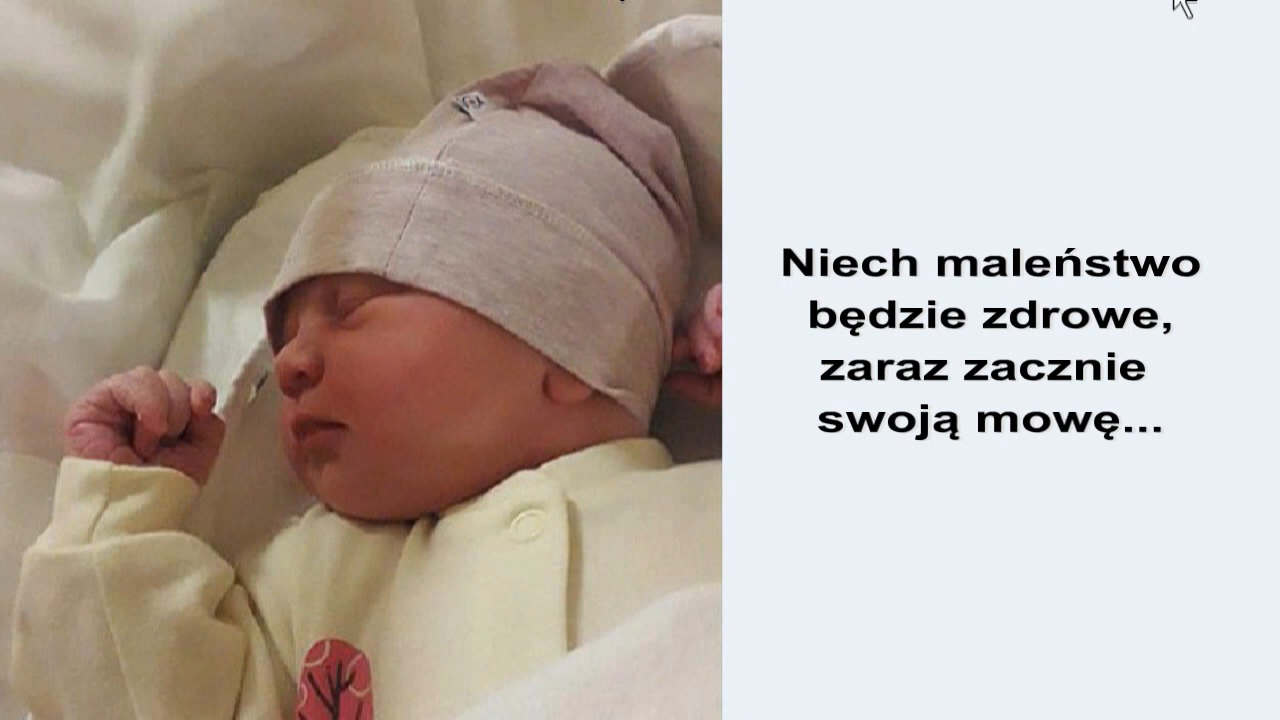 Niech maleństwo
będzie zdrowe,
zaraz zacznie
swoją mowę...